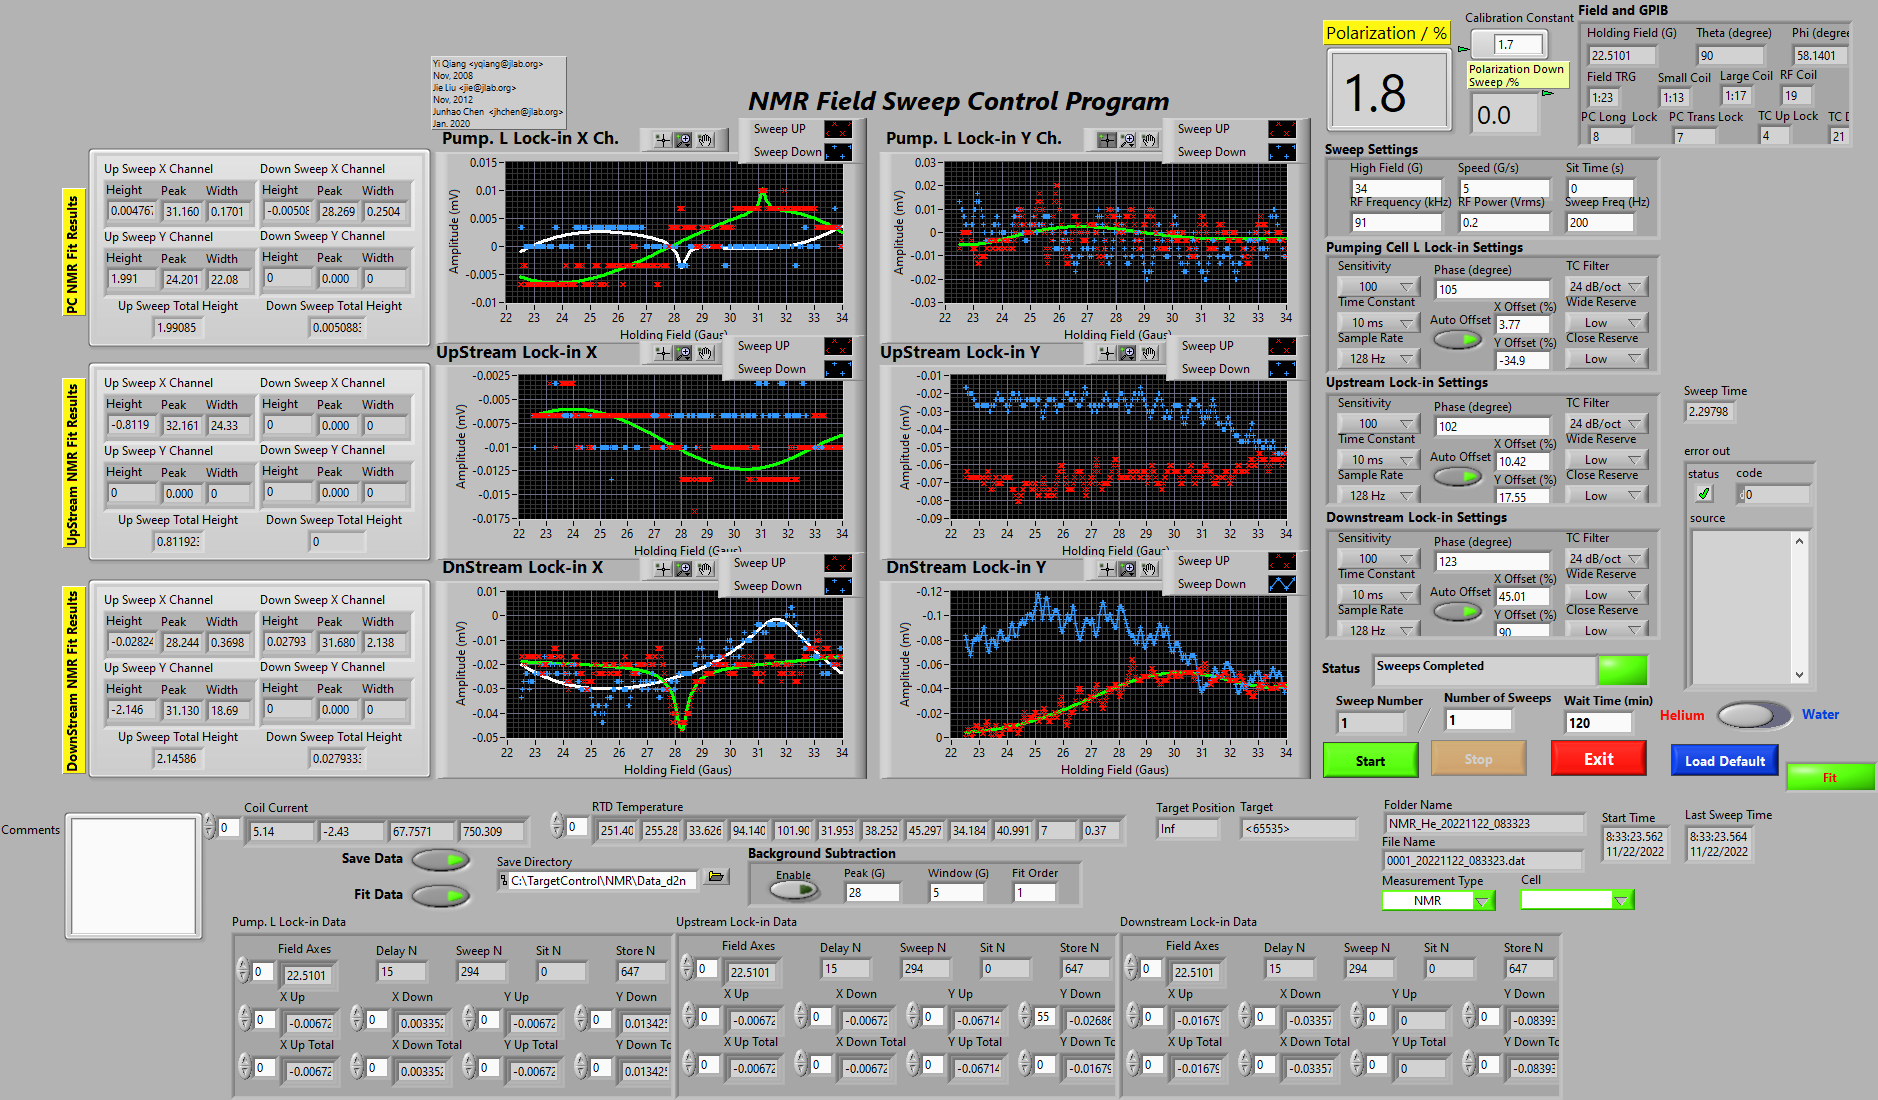 NMR Field Sweep Control Program
Yi Qiang <yqiang@jlab.org>
Nov, 2008
Jie Liu <jie@jlab.org>
Nov, 2012
Junhao Chen <jhchen@jlab.org>
Jan. 2020
Polarization / %
1.8
Calibration Constant
1.7
Polarization Down
Sweep /%
0.0
Field and GPIB
Holding Field (G) Theta (degree) Phi (degree
22.5101 90 58.1401
Field TRG Small Coil Large Coil RF Coil
1:23 1:13 1:17 19
PC Long Lock PC Trans Lock TC Up Lock TC D
8 7 4 21
PC NMR Fit Results
Up Sweep X Channel Down Sweep X Channel
Height Peak Width Height Peak Width
0.004767 31.160 0.1701 -0.00508 28.269 0.2504
Up Sweep Y Channel Down Sweep Y Channel
Height Peak Width Height Peak Width
1.991 24.201 22.08 0 0.000 0
Up Sweep Total Height Down Sweep Total Height
1.99085 0.005088
UpStream NMR Fit Results
Up Sweep X Channel Down Sweep X Channel
Height Peak Width Height Peak Width
-0.8119 32.161 24.33 0 0.000 0
Up Sweep Y Channel Down Sweep Y Channel
Height Peak Width Height Peak Width
0 0.000 0 0 0.000 0
Up Sweep Total Height Down Sweep Total Height
0.81192 0
DownStream NMR Fit Results
Up Sweep X Channel Down Sweep X Channel
Height Peak Width Height Peak Width
-0.02824 28.244 0.3698 0.02793 31.680 2.138
Up Sweep Y Channel Down Sweep Y Channel
Height Peak Width Height Peak Width
-2.146 31.130 18.69 0 0.000 0
Up Sweep Total Height Down Sweep Total Height
2.14586 0.027933
Pump. L Lock-in X Ch.
Sweep UP
Sweep Down
Amplitude (mV)
0.015
0.01
0.005
0
-0.005
-0.01
22 23 24 25 26 27 28 29 30 31 32 33 34
Holding Field (Gaus)
Pump. L Lock-in Y Ch.
Sweep UP
Sweep Down
Amplitude (mV)
0.03
0.02
0.01
0
-0.01
-0.02
-0.03
22 23 24 25 26 27 28 29 30 31 32 33 34
Holding Field (Gaus)
UpStream Lock-in X
Sweep UP
Sweep Down
Amplitude (mV)
-0.0025
-0.005
-0.0075
-0.01
-0.0125
-0.015
-0.0175
22 23 24 25 26 27 28 29 30 31 32 33 34
Holding Field (Gaus)
UpStream Lock-in Y
Sweep UP
Sweep Down
Amplitude (mV)
-0.01
-0.02
-0.03
-0.04
-0.05
-0.06
-0.07
-0.08
-0.09
22 23 24 25 26 27 28 29 30 31 32 33 34
Holding Field (Gaus)
DnStream Lock-in X
Sweep UP
Sweep Down
Amplitude (mV)
0.01
0
-0.01
-0.02
-0.03
-0.04
-0.05
22 23 24 25 26 27 28 29 30 31 32 33 34
Holding Field (Gaus)
DnStream Lock-in Y
Sweep UP
Sweep Down
Amplitude (mV)
-0.12
-0.1
-0.08
-0.06
-0.04
-0.02
0
22 23 24 25 26 27 28 29 30 31 32 33 34
Holding Field (Gaus)
Sweep Settings
High Field (G) Speed (G/s) Sit Time (s)
34 5 0
RF Frequency (kHz) RF Power (Vrms) Sweep Freq (Hz)
91 0.2 200
Pumping Cell L Lock-in Settings
Sensitivity Phase (degree) TC Filter
100 105 24 dB/oct
Time Constant X Offset (%) Wide Reserve
10 ms Auto Offset 3.77 Low
Sample Rate Y Offset (%) Close Reserve
128 Hz -34.9 Low
Upstream Lock-in Settings
Sensitivity Phase (degree) TC Filter
100 102 24 dB/oct
Time Constant X Offset (%) Wide Reserve
10 ms Auto Offset 10.42 Low
Sample Rate Y Offset (%) Close Reserve
128 Hz 17.55 Low
Downstream Lock-in Settings
Sensitivity Phase (degree) TC Filter
100 123 24 dB/oct
Time Constant X Offset (%) Wide Reserve
10 ms Auto Offset 45.01 Low
Sample Rate Y Offset (%) Close Reserve
128 Hz 90 Low
Sweep Time
2.29798
error out
status code
0
source
Status Sweeps Completed
Sweep Number Number of Sweeps Wait Time (min)
1 / 1 120
Helium Water
Start Stop Exit Load Default Fit
Comments
Coil Current
0 5.14 -2.43 67.7571 750.309
RTD Temperature
0 251.40 255.28 33.626 94.140 101.90 31.953 38.252 45.297 34.184 40.991 7 0.37
Target Position Target
Inf <65535>
Folder Name
NMR_He_20221122_083323
File Name
0001_20221122_083323.dat
Start Time Last Sweep Time
8:33:23.562 8:33:23.564
11/22/2022 11/22/2022
Measurement Type Cell
NMR
Save Data
Fit Data
Save Directory
C:\TargetControl\NMR\Data_d2n
Background Subtraction
Enable Peak (G) Window (G) Fit Order
28 5 1
Pump. L Lock-in Data
Field Axes Delay N Sweep N Sit N Store N
0 22.5101 15 294 0 647
X Up X Down Y Up Y Down
0 -0.00672 0 0.003352 0 -0.00672 0 0.013425
X Up Total X Down Total Y Up Total Y Down To
0 -0.00672 0 0.003352 0 -0.00672 0 0.013425
Upstream Lock-in Data
Field Axes Delay N Sweep N Sit N Store N
0 22.5101 15 294 0 647
X Up X Down Y Up Y Down
0 -0.00672 0 -0.00672 0 -0.06714 55 -0.02686
X Up Total X Down Total Y Up Total Y Down To
0 -0.00672 0 -0.00672 0 -0.06714 0 -0.01679
Downstream Lock-in Data
Field Axes Delay N Sweep N Sit N Store N
0 22.5101 15 294 0 647
X Up X Down Y Up Y Down
0 -0.01679 0 -0.03357 0 0 0 -0.08393
X Up Total X Down Total Y Up Total Y Down To
0 -0.01679 0 -0.03357 0 0 0 -0.08393